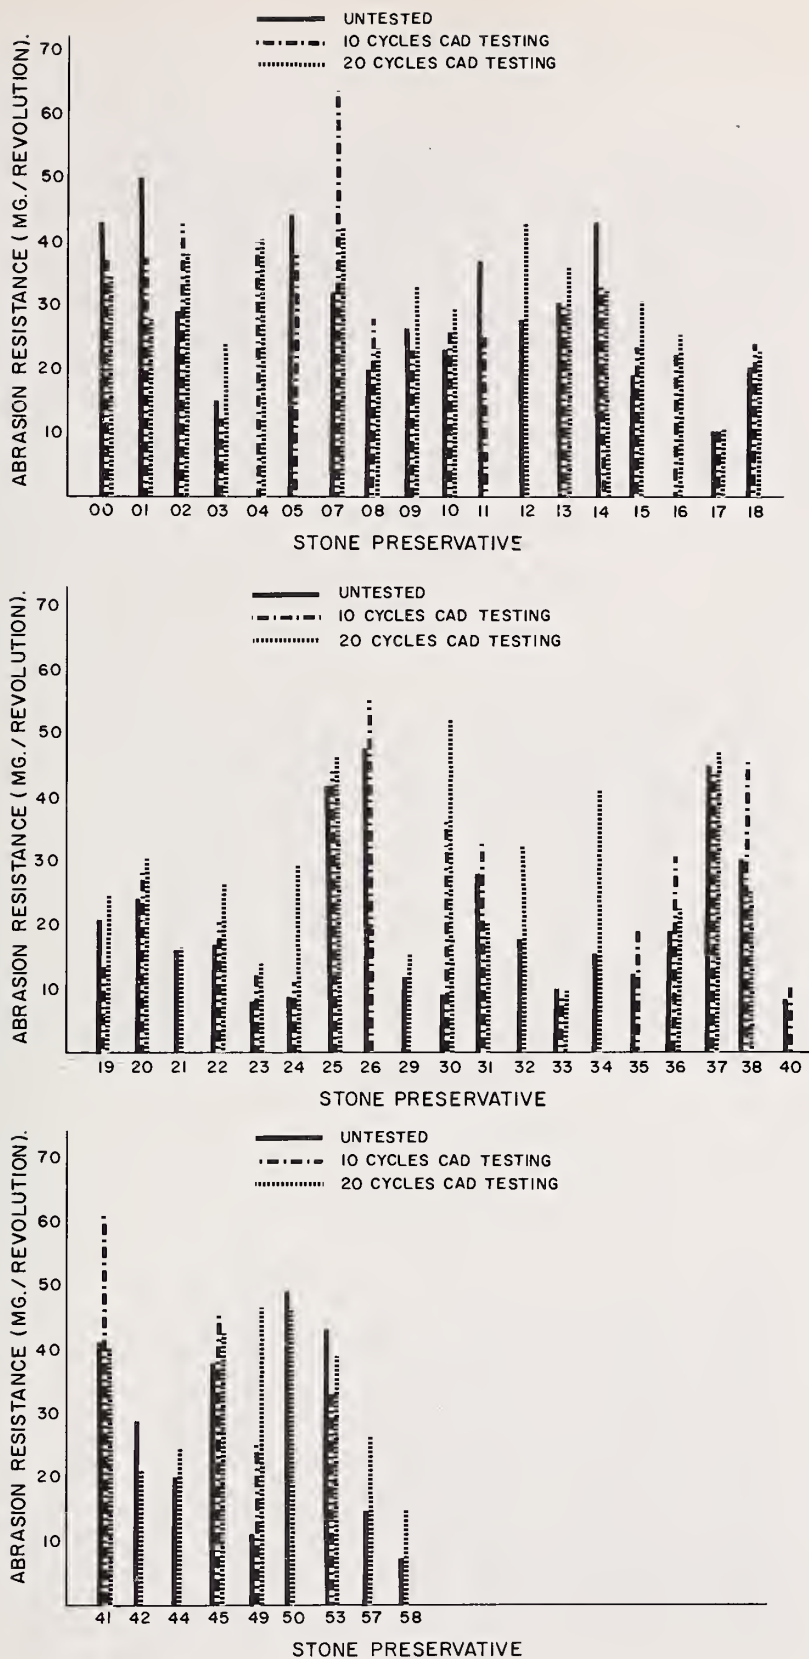 UNTESTED
10 CYCLES CAD TESTING
20 CYCLES CAD TESTING
ABRASION RESISTANCE (MG./REVOLUTION).
70
60
50
40
30
20
10
00 01 02 03 04 05 07 08 09 10 11 12 13 14 15 16 17 18
STONE PRESERVATIVE
UNTESTED
10 CYCLES CAD TESTING
20 CYCLES CAD TESTING
ABRASION RESISTANCE (MG./REVOLUTION).
70
60
50
40
30
20
10
19 20 21 22 23 24 25 26 29 30 31 32 33 34 35 36 37 38 40
STONE PRESERVATIVE
UNTESTED
10 CYCLES CAD TESTING
20 CYCLES CAD TESTING
ABRASION RESISTANCE (MG./REVOLUTION).
70
60
50
40
30
20
10
41 42 44 45 49 50 53 57 58
STONE PRESERVATIVE